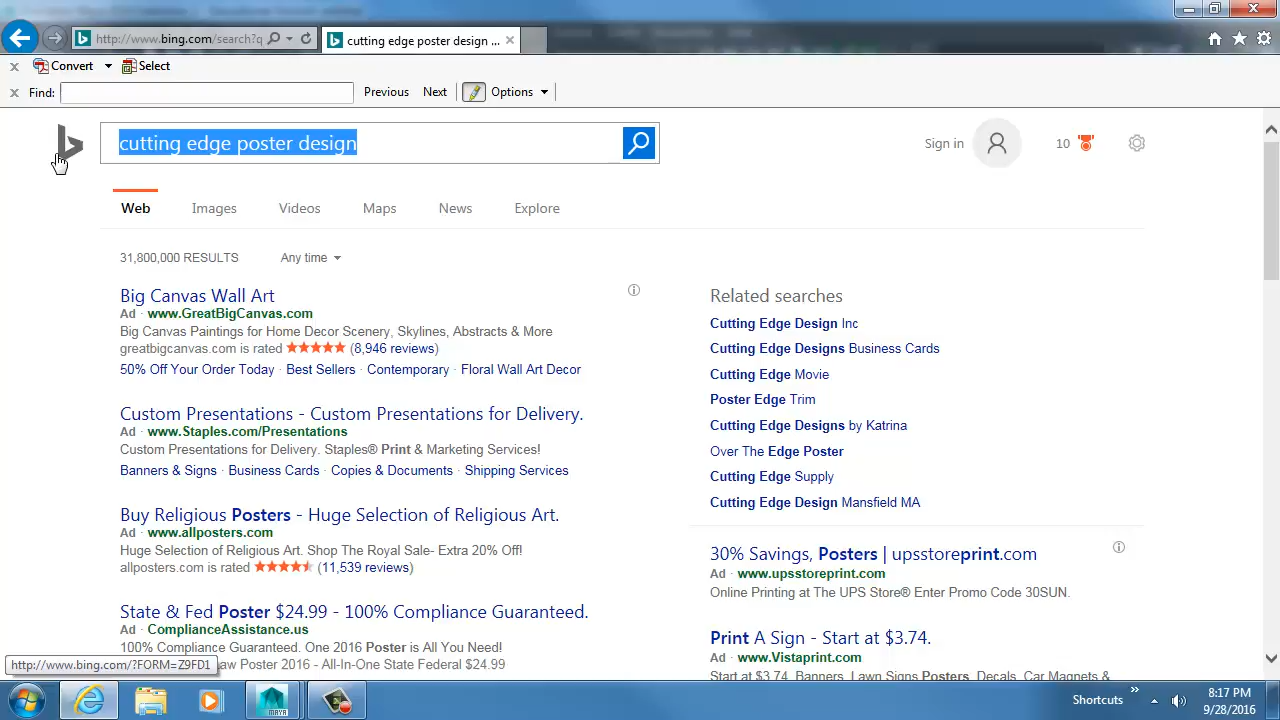 http://www.bing.com/search?q
cutting edge poster design ...
Convert
Select
Find:
Previous
Next
Options
cutting edge poster design
Sign in
10
Web
Images
Videos
Maps
News
Explore
31,800,000 RESULTS
Any time
Big Canvas Wall Art
Ad · www.GreatBigCanvas.com
Big Canvas Paintings for Home Decor Scenery, Skylines, Abstracts & More
greatbigcanvas.com is rated (8,946 reviews)
50% Off Your Order Today · Best Sellers · Contemporary · Floral Wall Art Decor
Custom Presentations - Custom Presentations for Delivery.
Ad · www.Staples.com/Presentations
Custom Presentations for Delivery. Staples® Print & Marketing Services!
Banners & Signs · Business Cards · Copies & Documents · Shipping Services
Buy Religious Posters - Huge Selection of Religious Art.
Ad · www.allposters.com
Huge Selection of Religious Art. Shop The Royal Sale- Extra 20% Off!
allposters.com is rated (11,539 reviews)
State & Fed Poster $24.99 - 100% Compliance Guaranteed.
Ad · ComplianceAssistance.us
100% Compliance Guaranteed. One 2016 Poster is All You Need!
aw Poster 2016 - All-In-One State Federal $24.99
Related searches
Cutting Edge Design Inc
Cutting Edge Designs Business Cards
Cutting Edge Movie
Poster Edge Trim
Cutting Edge Designs by Katrina
Over The Edge Poster
Cutting Edge Supply
Cutting Edge Design Mansfield MA
30% Savings, Posters | upsstoreprint.com
Ad · www.upsstoreprint.com
Online Printing at The UPS Store® Enter Promo Code 30SUN.
Print A Sign - Start at $3.74.
Ad · www.Vistaprint.com
Start at $3.74. Banners, Lawn Signs Posters, Decals, Car Magnets &
http://www.bing.com/?FORM=Z9FD1
MAYA
Shortcuts
8:17 PM
9/28/2016